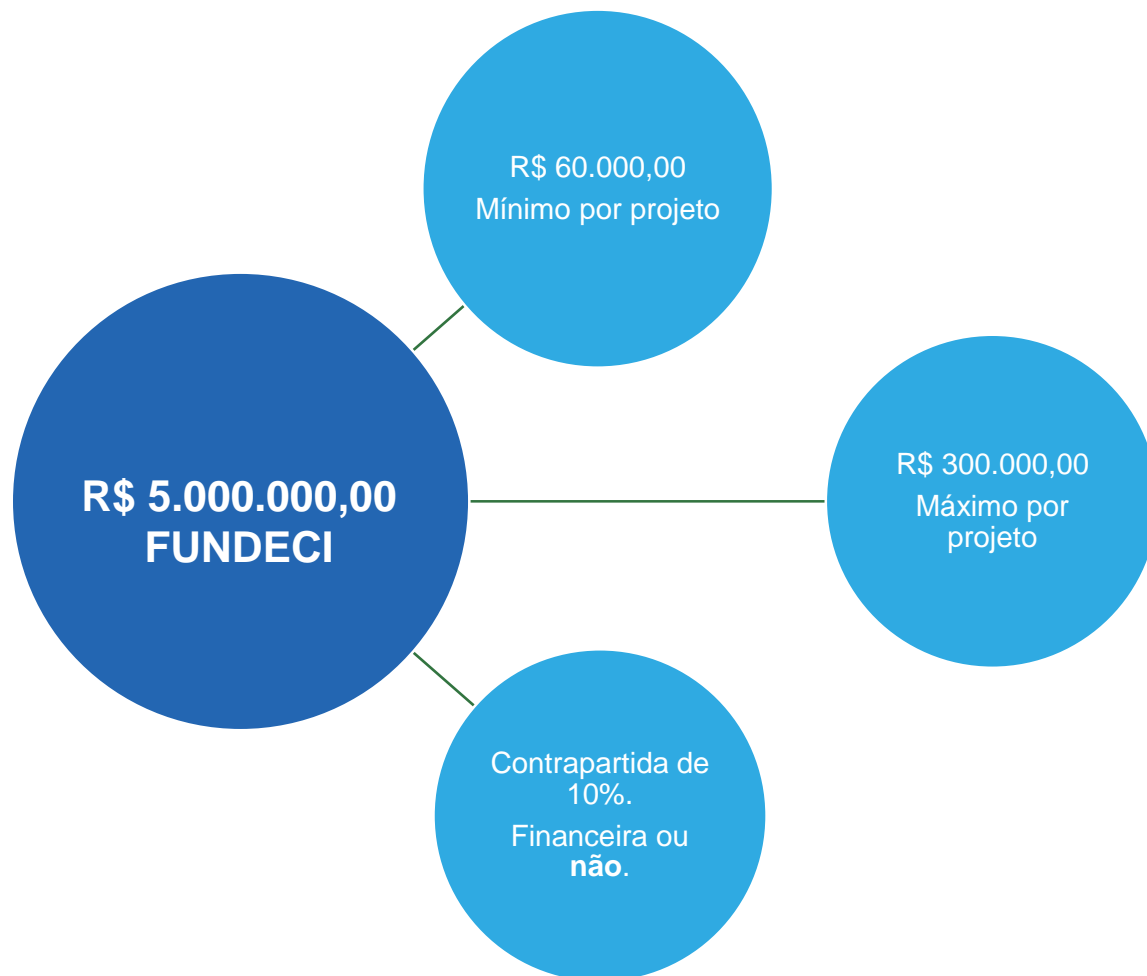 R$ 60.000,00
Mínimo por projeto
R$ 5.000.000,00
FUNDECI
R$ 300.000,00
Máximo por
projeto
Contrapartida de
10%.
Financeira ou
não.